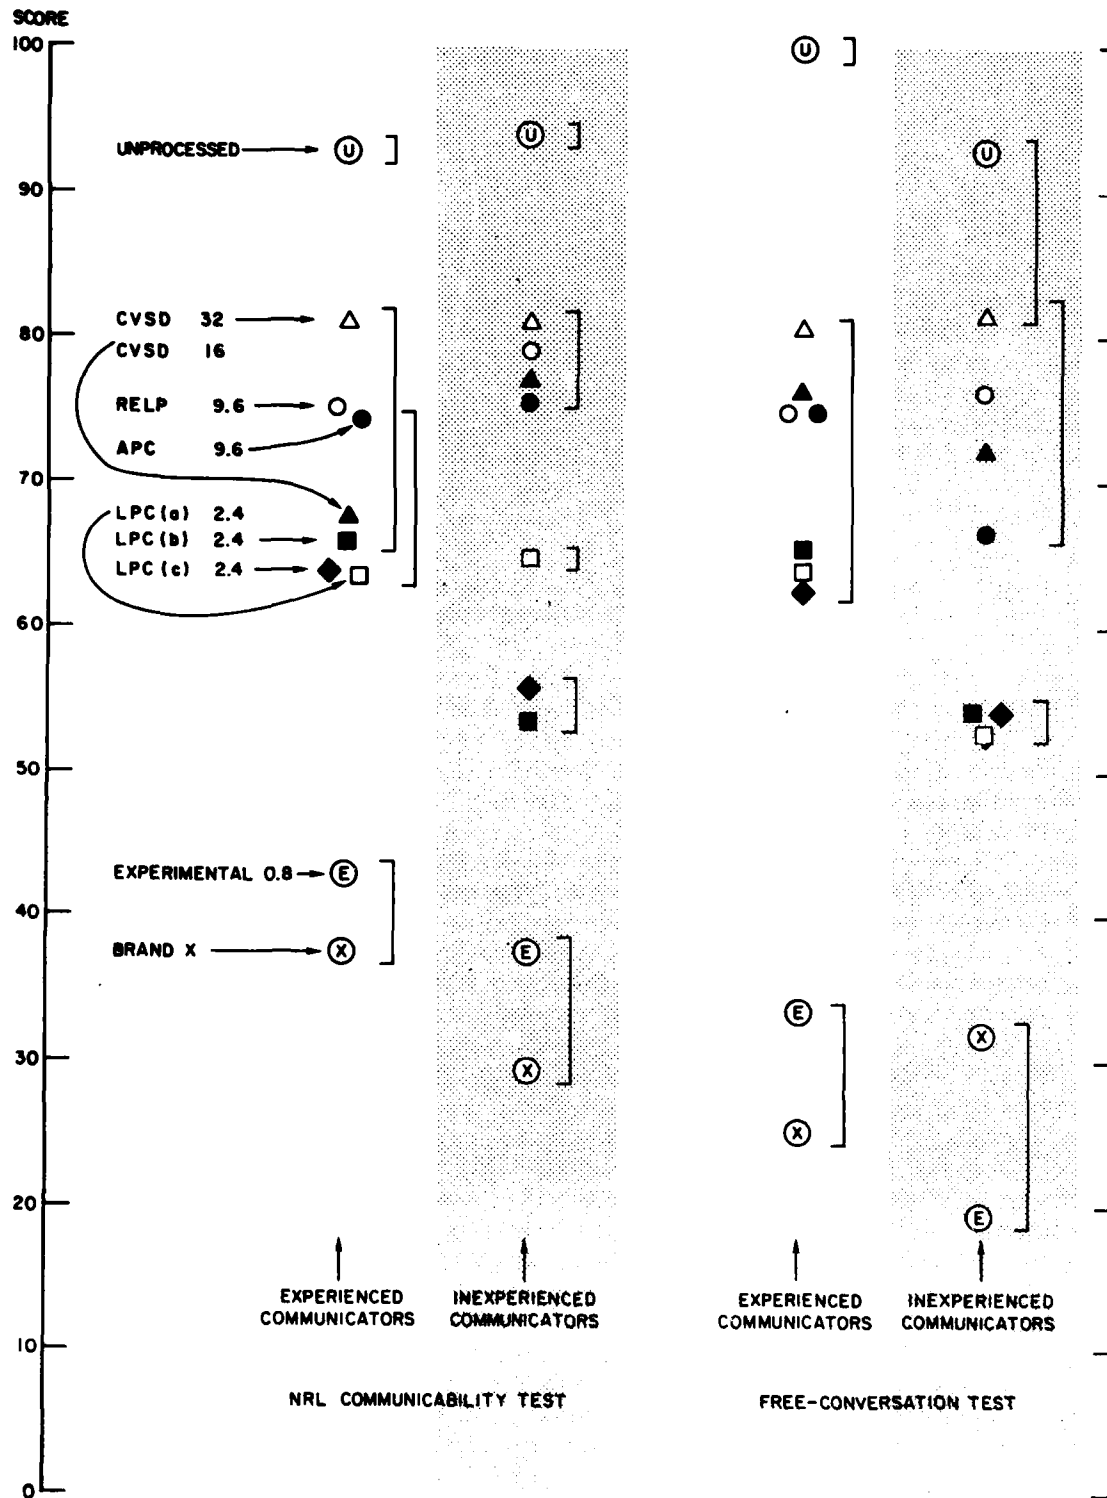 SCORE
100
90
80
70
60
50
40
30
20
10
0
UNPROCESSED
CVSD 32
CVSD 16
RELP 9.6
APC 9.6
LPC(a) 2.4
LPC(b) 2.4
LPC(c) 2.4
EXPERIMENTAL 0.8
BRAND X
U
E
X
U
E
X
U
E
X
U
X
E
EXPERIENCED
COMMUNICATORS
INEXPERIENCED
COMMUNICATORS
EXPERIENCED
COMMUNICATORS
INEXPERIENCED
COMMUNICATORS
NRL COMMUNICABILITY TEST
FREE-CONVERSATION TEST